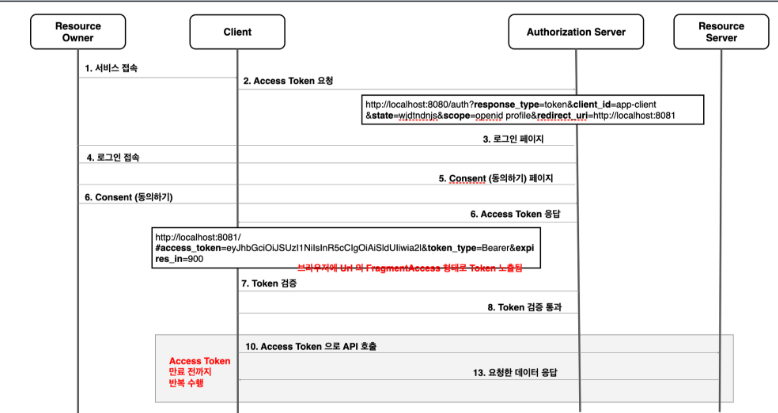 Resource
Owner
Client
Authorization Server
Resource
Server
1. 서비스 접속
2. Access Token 요청
http://localhost:8080/auth?response_type=token&client_id=app-client
&state=wjdtndnjs&scope=openid profile&redirect_uri=http://localhost:8081
3. 로그인 페이지
4. 로그인 접속
5. Consent (동의하기) 페이지
6. Consent (동의하기)
6. Access Token 응답
http://localhost:8081/
#access_token=eyJhbGciOiJSUzI1NiIsInR5cCIgOiAiSldUIiwia2I&token_type=Bearer&expi
res_in=900
브라우저에 Url 의 FragmentAccess 형태로 Token 노출됨
7. Token 검증
8. Token 검증 통과
10. Access Token 으로 API 호출
Access Token
만료 전까지
반복 수행
13. 요청한 데이터 응답